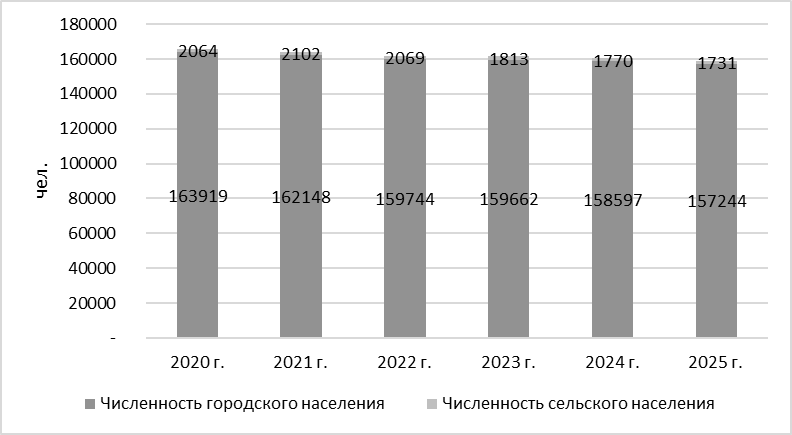 180000
160000
140000
120000
100000
80000
60000
40000
20000
-
чел.
2064 2102 2069 1813 1770 1731
163919 162148 159744 159662 158597 157244
2020 г. 2021 г. 2022 г. 2023 г. 2024 г. 2025 г.
Численность городского населения Численность сельского населения